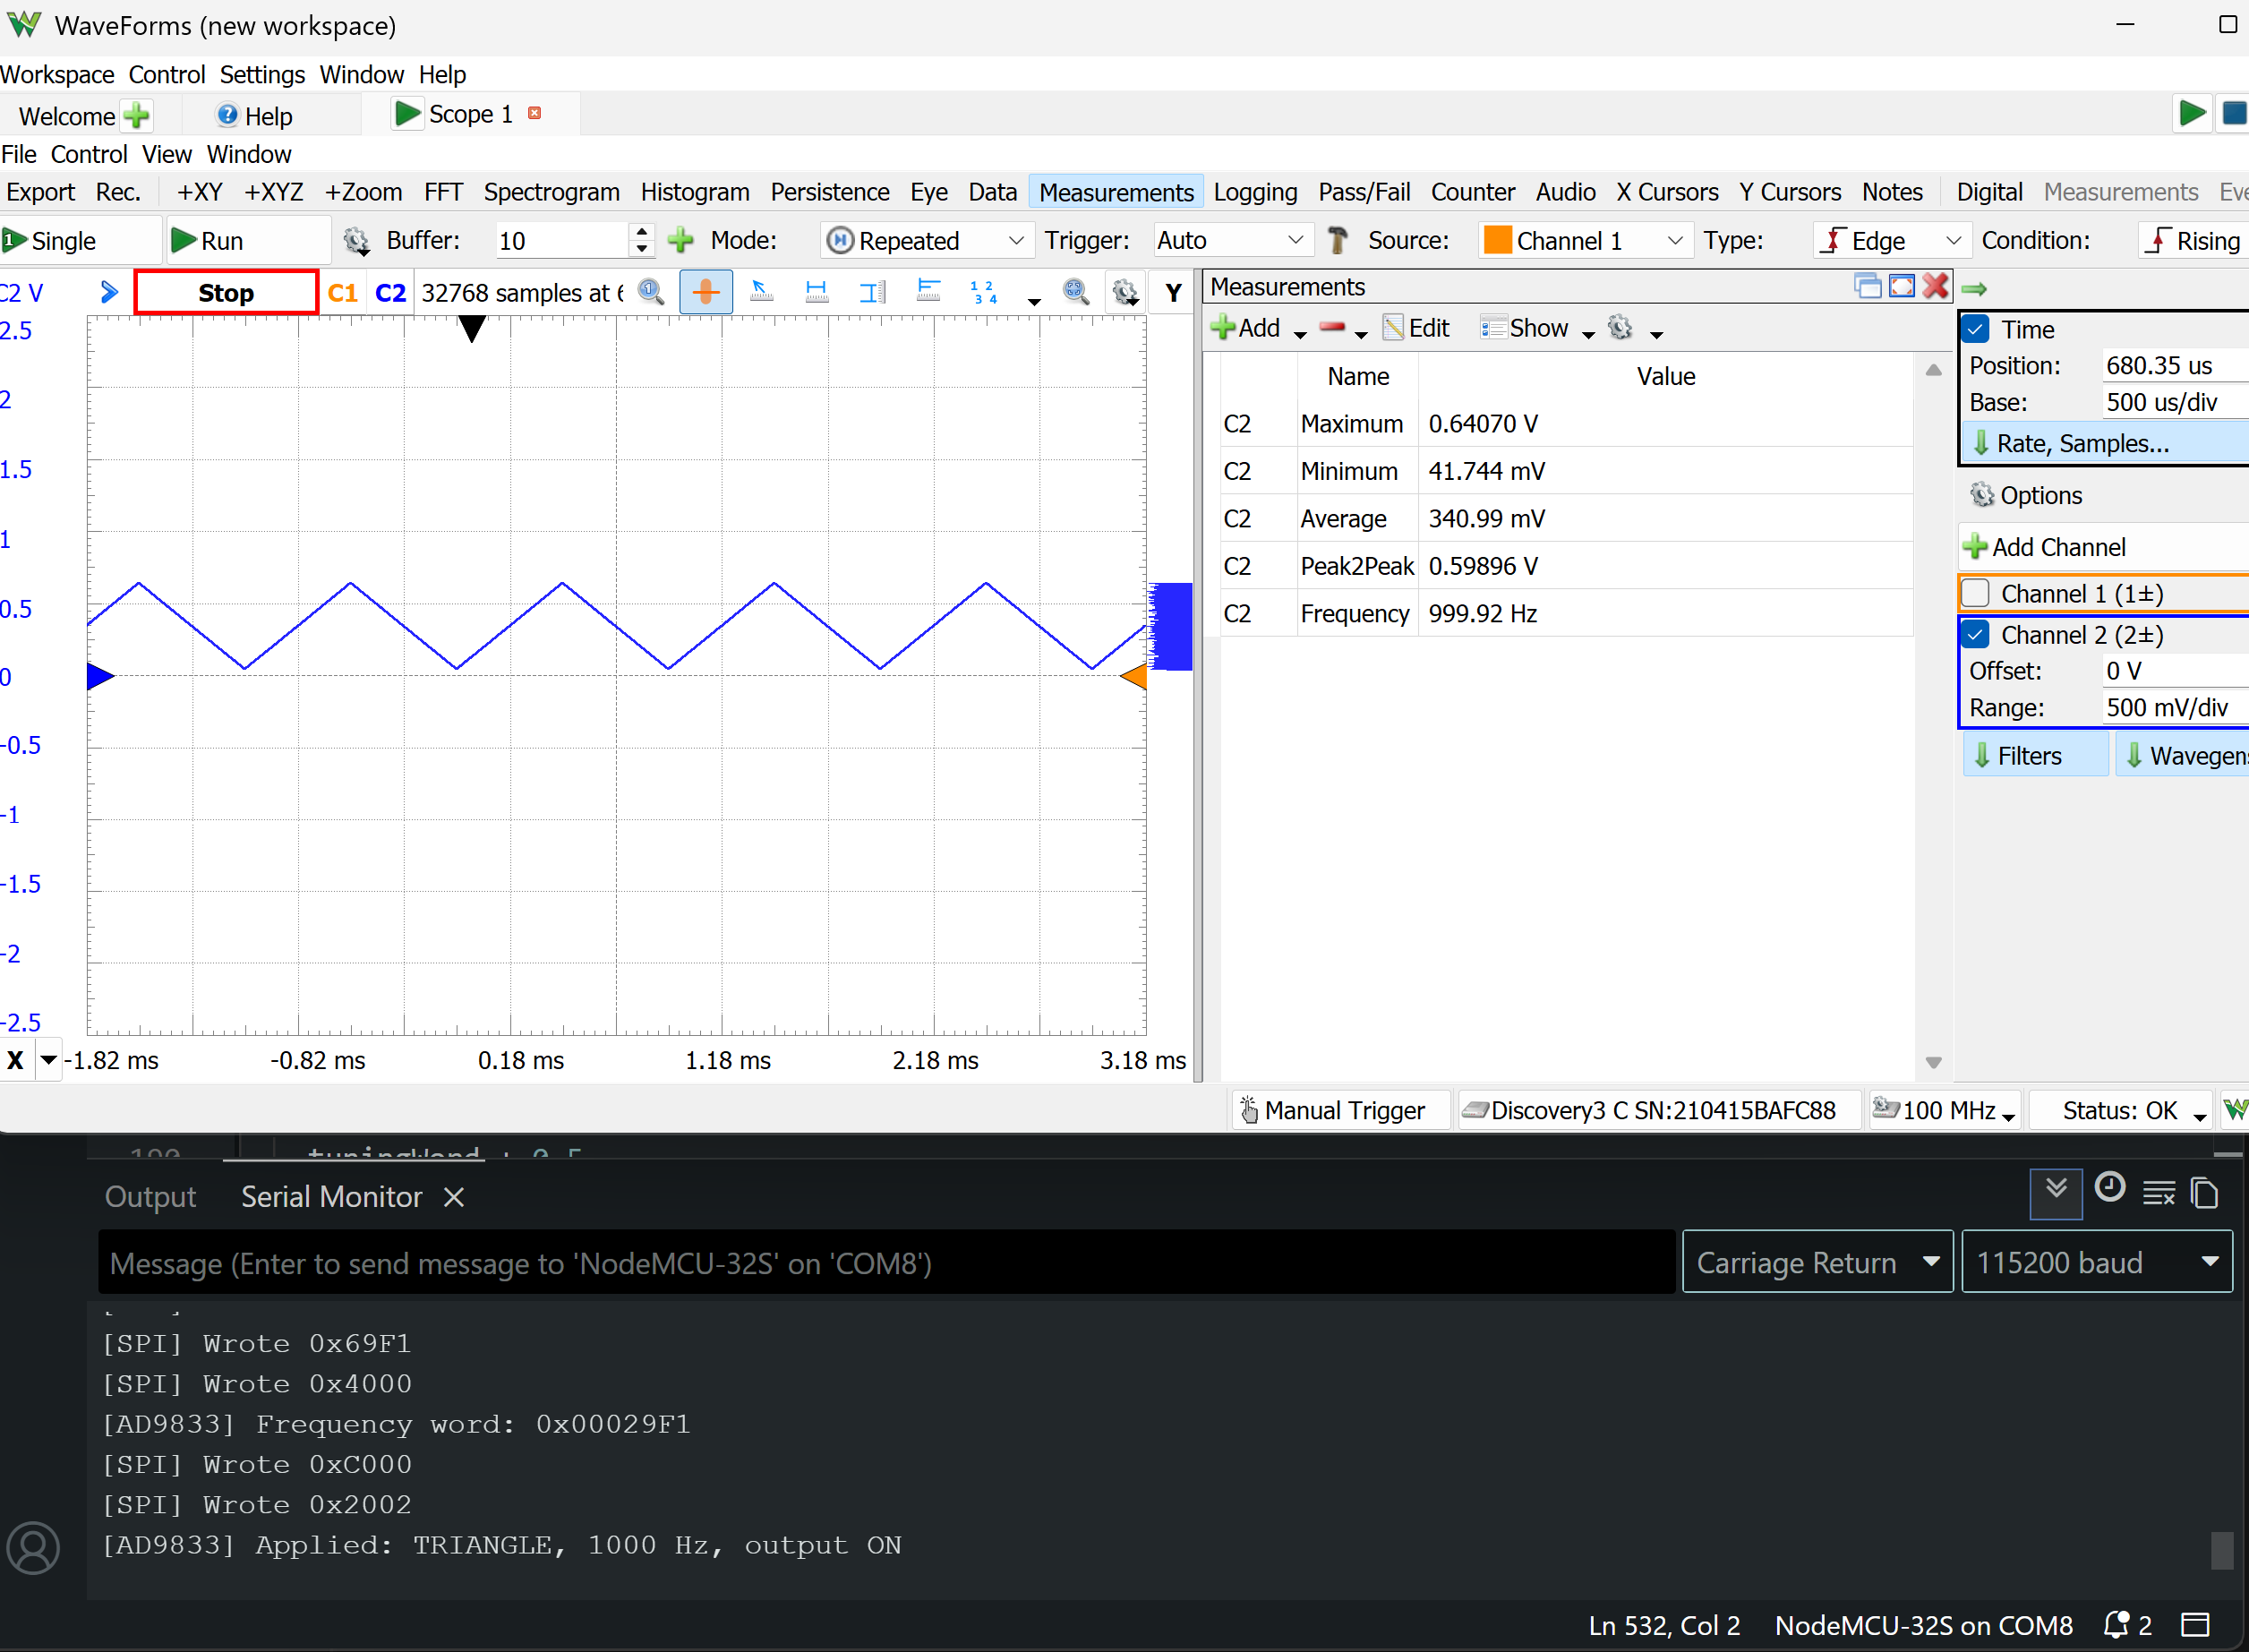 WaveForms (new workspace)
Workspace Control Settings Window Help
Welcome Help Scope 1
File Control View Window
Export Rec. +XY +XYZ +Zoom FFT Spectrogram Histogram Persistence Eye Data Measurements Logging Pass/Fail Counter Audio X Cursors Y Cursors Notes Digital Measurements
Single Run Buffer: 10 Mode: Repeated Trigger: Auto Source: Channel 1 Type: Edge Condition: Rising
C2 V Stop C1 C2 32768 samples at Y
2.5
2
1.5
1
0.5
0
-0.5
-1
-1.5
-2
-2.5
X -1.82 ms -0.82 ms 0.18 ms 1.18 ms 2.18 ms 3.18 ms
Measurements
Add Edit Show
Name Value
C2 Maximum 0.64070 V
C2 Minimum 41.744 mV
C2 Average 340.99 mV
C2 Peak2Peak 0.59896 V
C2 Frequency 999.92 Hz
Time
Position: 680.35 us
Base: 500 us/div
Rate, Samples...
Options
Add Channel
Channel 1 (1±)
Channel 2 (2±)
Offset: 0 V
Range: 500 mV/div
Filters Wavegens
Manual Trigger Discovery3 C SN:210415BAFC88 100 MHz Status: OK
Output Serial Monitor
Message (Enter to send message to 'NodeMCU-32S' on 'COM8') Carriage Return 115200 baud
[SPI] Wrote 0x69F1
[SPI] Wrote 0x4000
[AD9833] Frequency word: 0x00029F1
[SPI] Wrote 0xC000
[SPI] Wrote 0x2002
[AD9833] Applied: TRIANGLE, 1000 Hz, output ON
Ln 532, Col 2 NodeMCU-32S on COM8 2